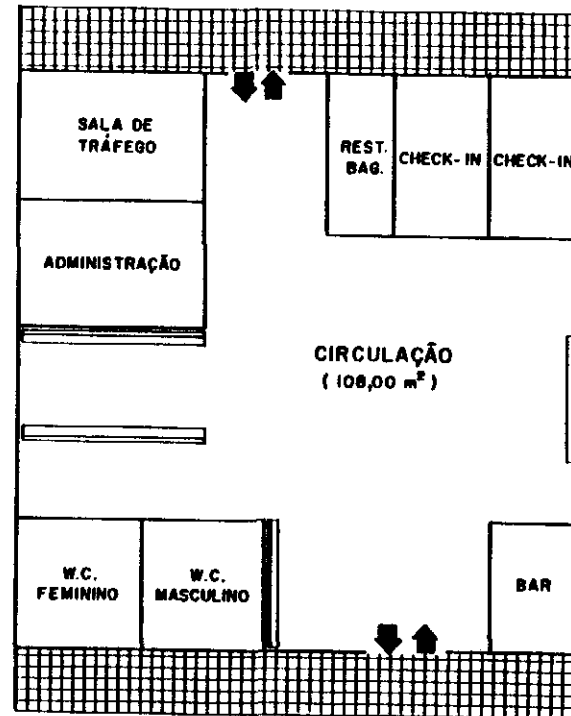 SALA DE
TRÁFEGO
REST.
BAG.
CHECK-IN
CHECK-IN
ADMINISTRAÇÃO
CIRCULAÇÃO
( 108,00 m² )
W.C.
FEMININO
W.C.
MASCULINO
BAR